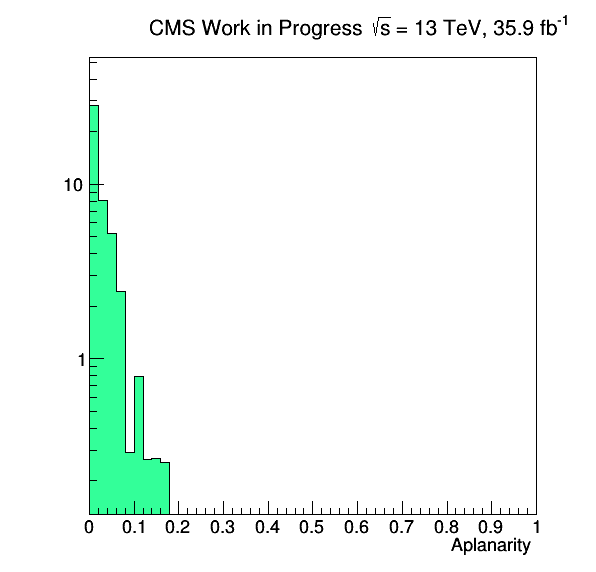 CMS Work in Progress √s = 13 TeV, 35.9 fb⁻¹
10
1
0 0.1 0.2 0.3 0.4 0.5 0.6 0.7 0.8 0.9 1
Aplanarity